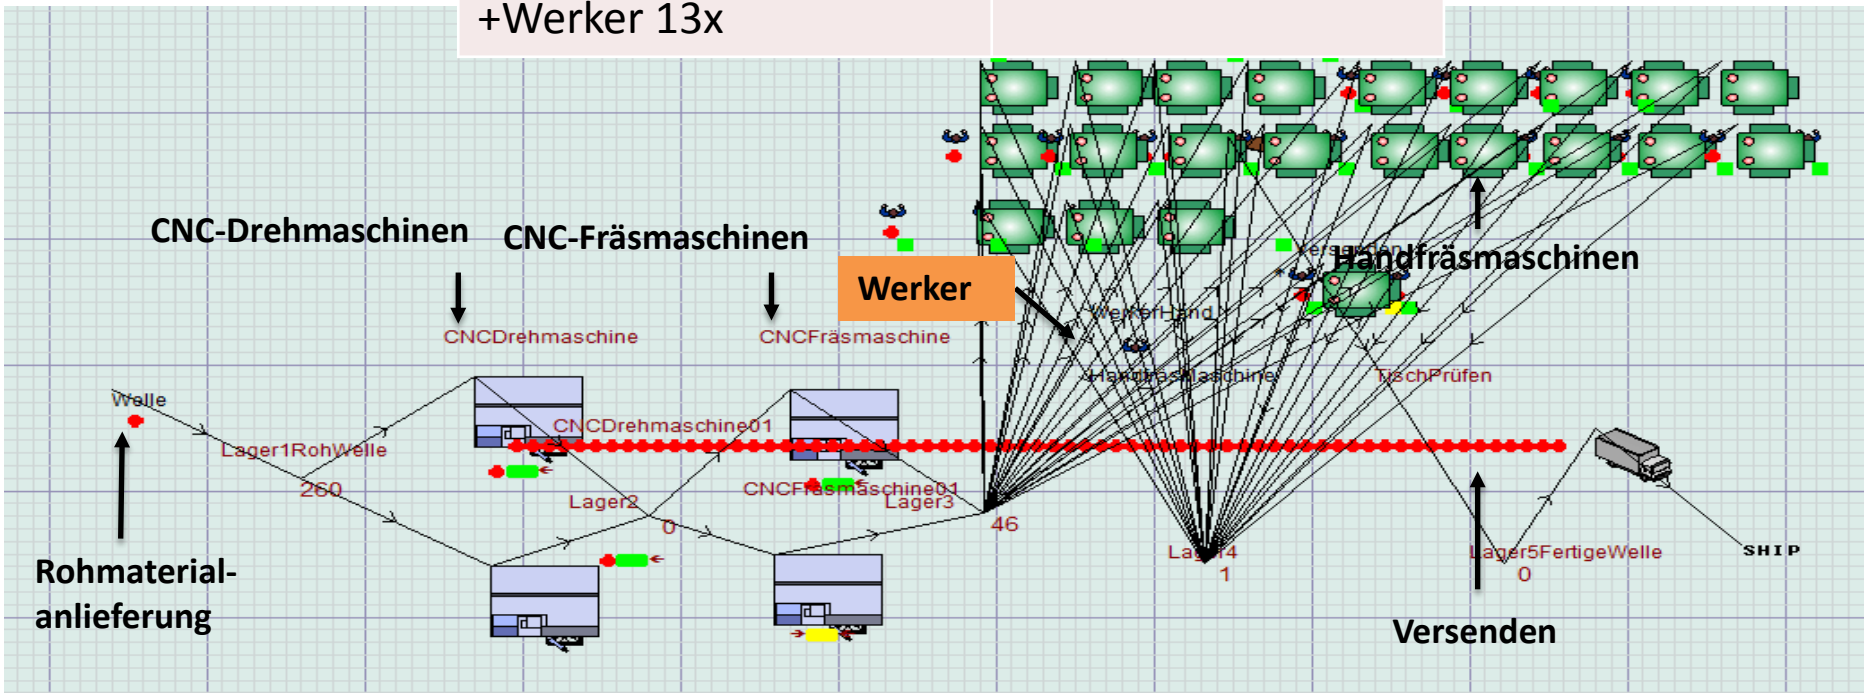 +Werker 13x
CNC-Drehmaschinen
CNC-Fräsmaschinen
Versenden
Handfräsmaschinen
Werker
WerkerHand
CNCDrehmaschine
CNCFräsmaschine
HandfräsMaschine
TischPrüfen
Welle
CNCDrehmaschine01
Lager1RohWelle
260
CNCFräsmaschine01
Lager2
Lager3
0
46
Lager4
1
Lager5FertigeWelle
0
SHIP
Rohmaterial-
anlieferung
Versenden